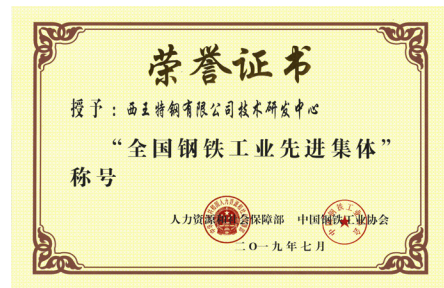 荣誉证书
授予：西王特钢有限公司技术研发中心
“全国钢铁工业先进集体”
称号
人力资源和社会保障部 中国钢铁工业协会
二〇一九年七月